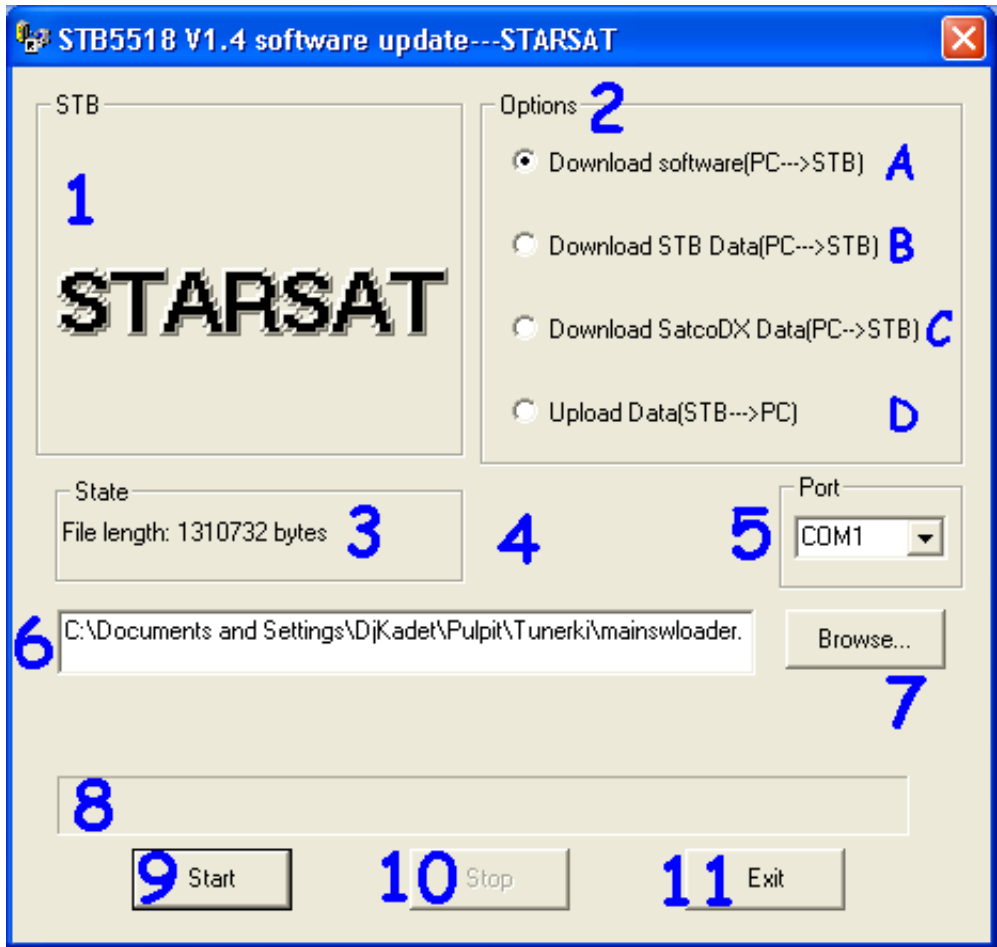 STB5518 V1.4 software update---STARSAT
STB
1
STARSAT
Options 2
Download software(PC--->STB) A
Download STB Data(PC--->STB) B
Download SatcoDX Data(PC-->STB) C
Upload Data(STB--->PC) D
State
File length: 1310732 bytes 3
4
Port
5 COM1
6 C:\Documents and Settings\DjKadet\Pulpit\Tunerki\mainswloader.
Browse...
7
8
9 Start
10 Stop
11 Exit